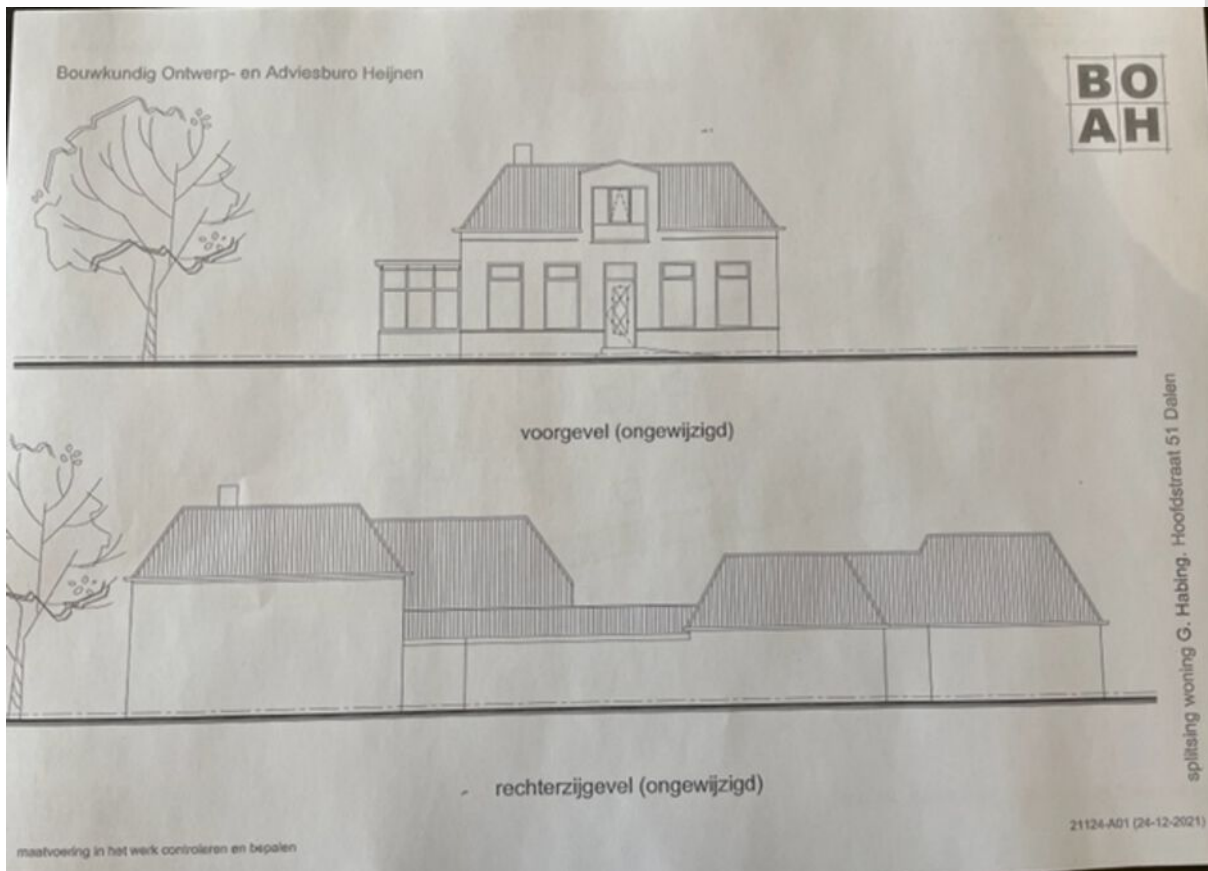 Bouwkundig Ontwerp- en Adviesburo Heijnen
BO
AH
voorgevel (ongewijzigd)
splitsing woning G. Habing. Hoofdstraat 51 Dalen
rechterzijgevel (ongewijzigd)
21124-A01 (24-12-2021)
maatvoering in het werk controleren en bepalen